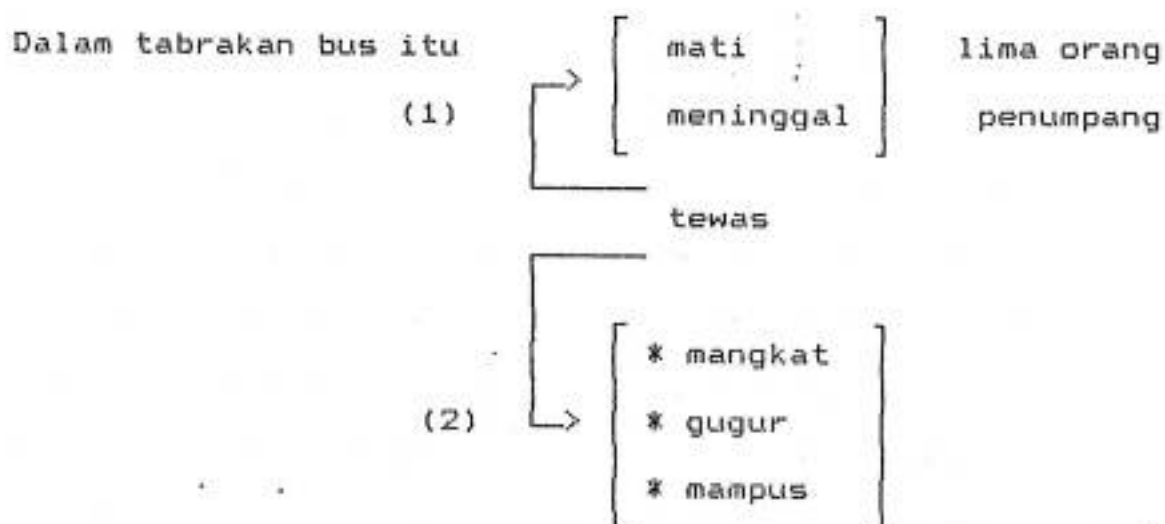 Dalam tabrakan bus itu mati lima orang
(1) meninggal penumpang
tewas
* mangkat
(2) * gugur
* mampus